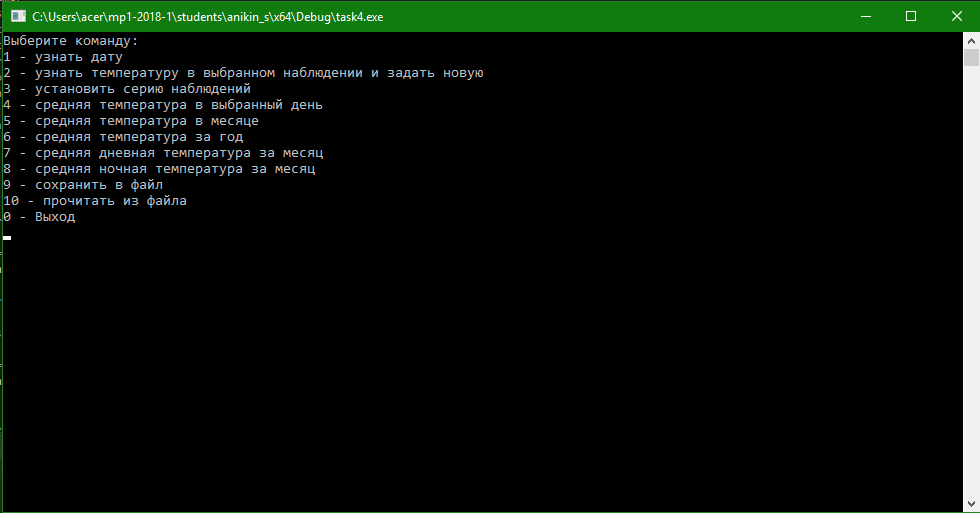 C:\Users\acer\mp1-2018-1\students\anikin_s\x64\Debug\task4.exe
Выберите команду:
1 - узнать дату
2 - узнать температуру в выбранном наблюдении и задать новую
3 - установить серию наблюдений
4 - средняя температура в выбранный день
5 - средняя температура в месяце
6 - средняя температура за год
7 - средняя дневная температура за месяц
8 - средняя ночная температура за месяц
9 - сохранить в файл
10 - прочитать из файла
0 - Выход